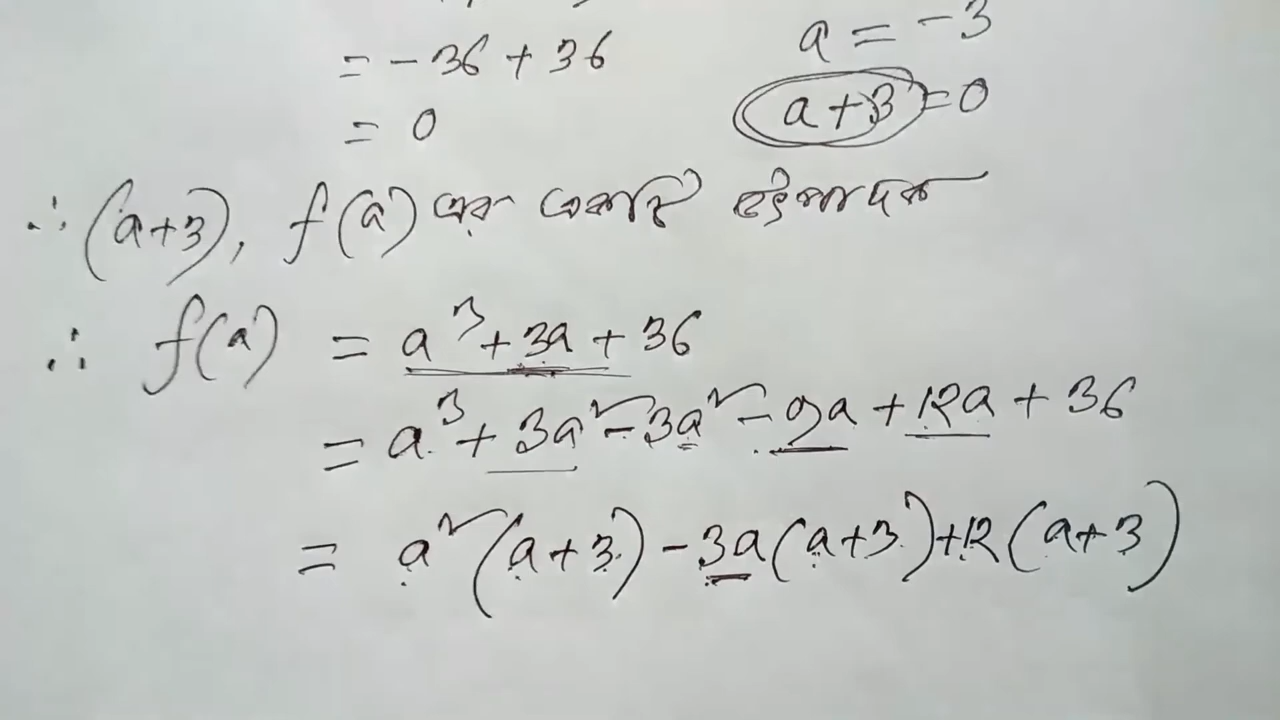 = - 36 + 36
a = -3
= 0
a+3 = 0
∴ (a+3), f(a) এর একটি উৎপাদক
∴ f(a) = a³ + 3a + 36
= a³ + 3a² - 3a² - 9a + 12a + 36
= a² (a+3) - 3a (a+3) + 12 (a+3)